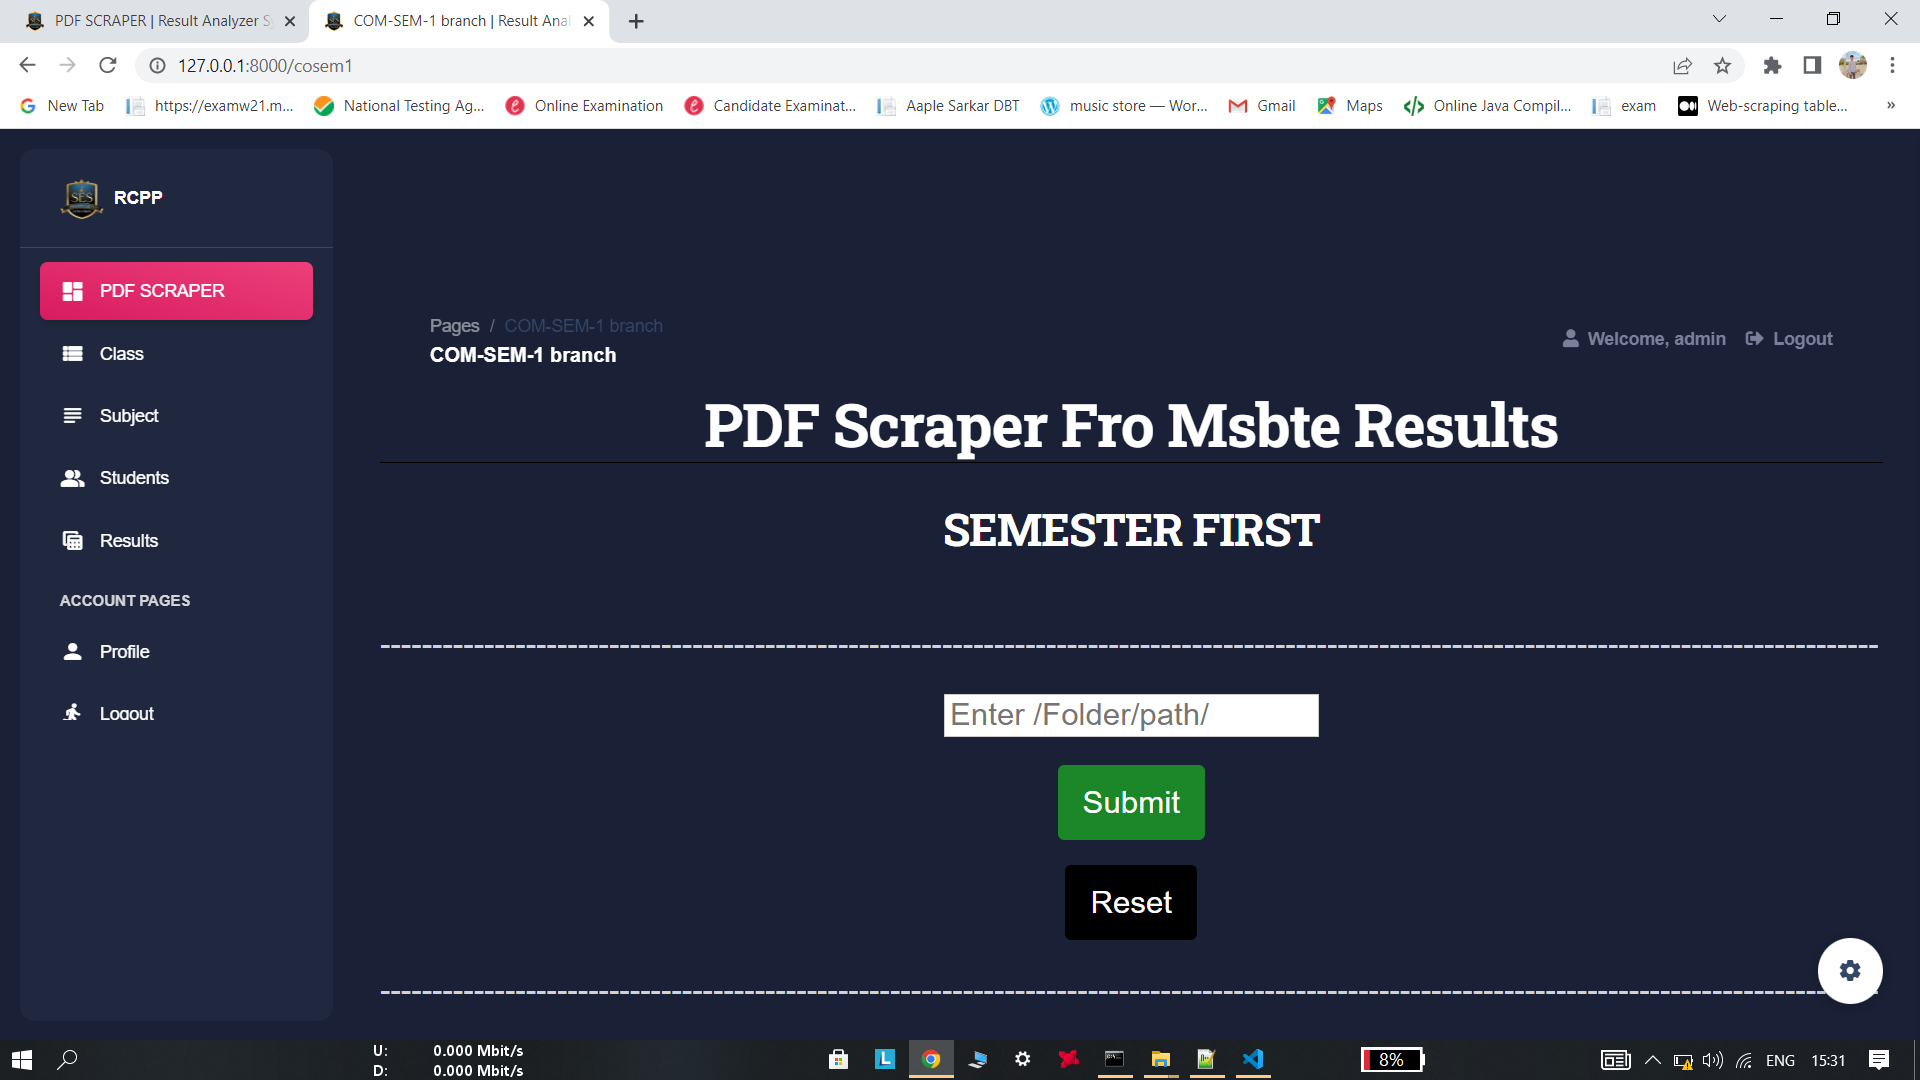 PDF SCRAPER | Result Analyzer S
COM-SEM-1 branch | Result Ana
127.0.0.1:8000/cosem1
New Tab
https://examw21.m...
National Testing Ag...
Online Examination
Candidate Examinat...
Aaple Sarkar DBT
music store — Wor...
Gmail
Maps
Online Java Compil...
exam
Web-scraping table...
»
SES
RCPP
PDF SCRAPER
Class
Subject
Students
Results
ACCOUNT PAGES
Profile
Logout
Pages / COM-SEM-1 branch
COM-SEM-1 branch
Welcome, admin
Logout
PDF Scraper Fro Msbte Results
SEMESTER FIRST
Enter /Folder/path/
Submit
Reset
U: 0.000 Mbit/s
D: 0.000 Mbit/s
L
8%
ENG
15:31